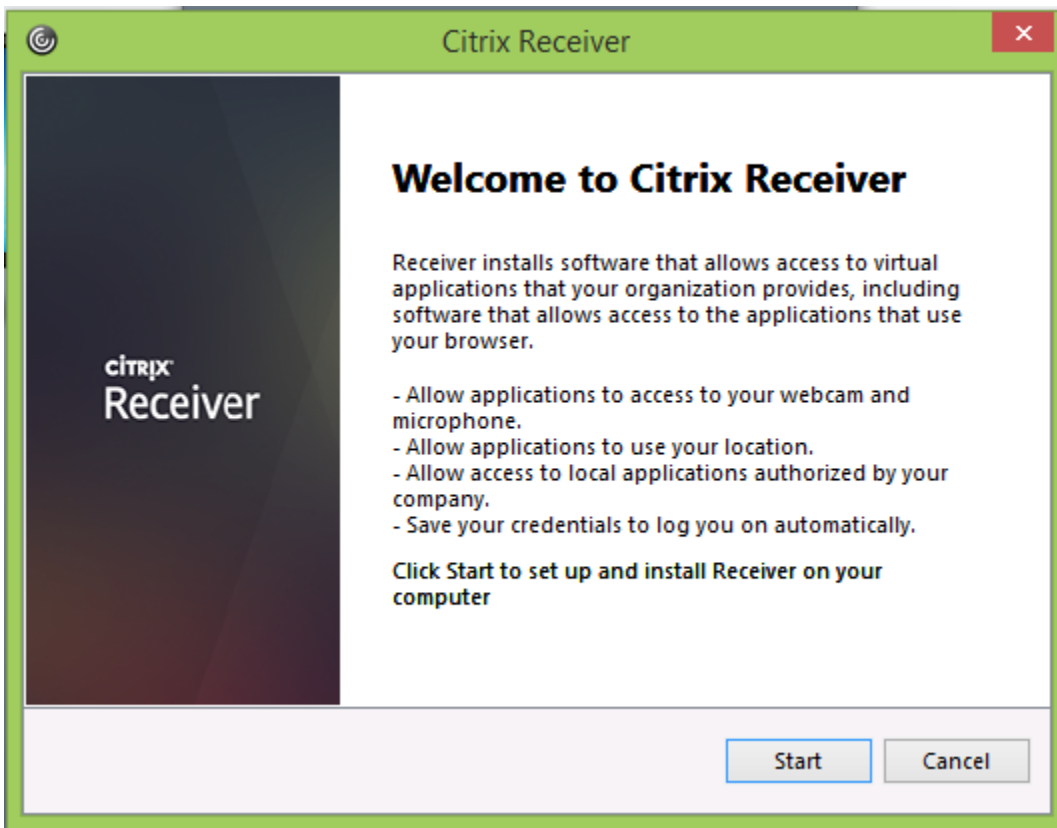 Citrix Receiver
Welcome to Citrix Receiver
Receiver installs software that allows access to virtual
applications that your organization provides, including
software that allows access to the applications that use
your browser.
- Allow applications to access to your webcam and
microphone.
- Allow applications to use your location.
- Allow access to local applications authorized by your
company.
- Save your credentials to log you on automatically.
Click Start to set up and install Receiver on your
computer
CİTRIX
Receiver
Start Cancel